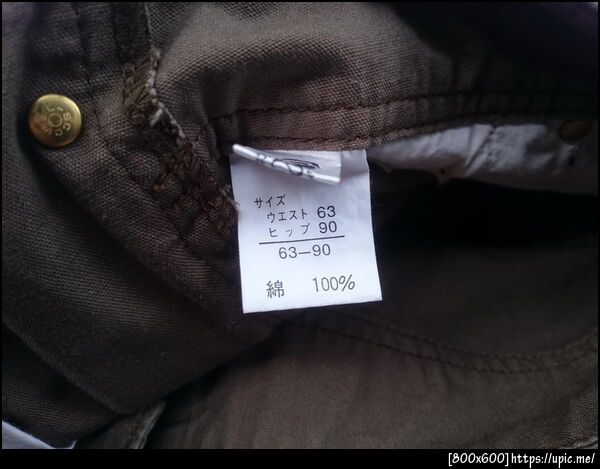 サイズ
ウエスト 63
ヒップ 90
63-90
綿 100%
[800x600]https://upic.me/